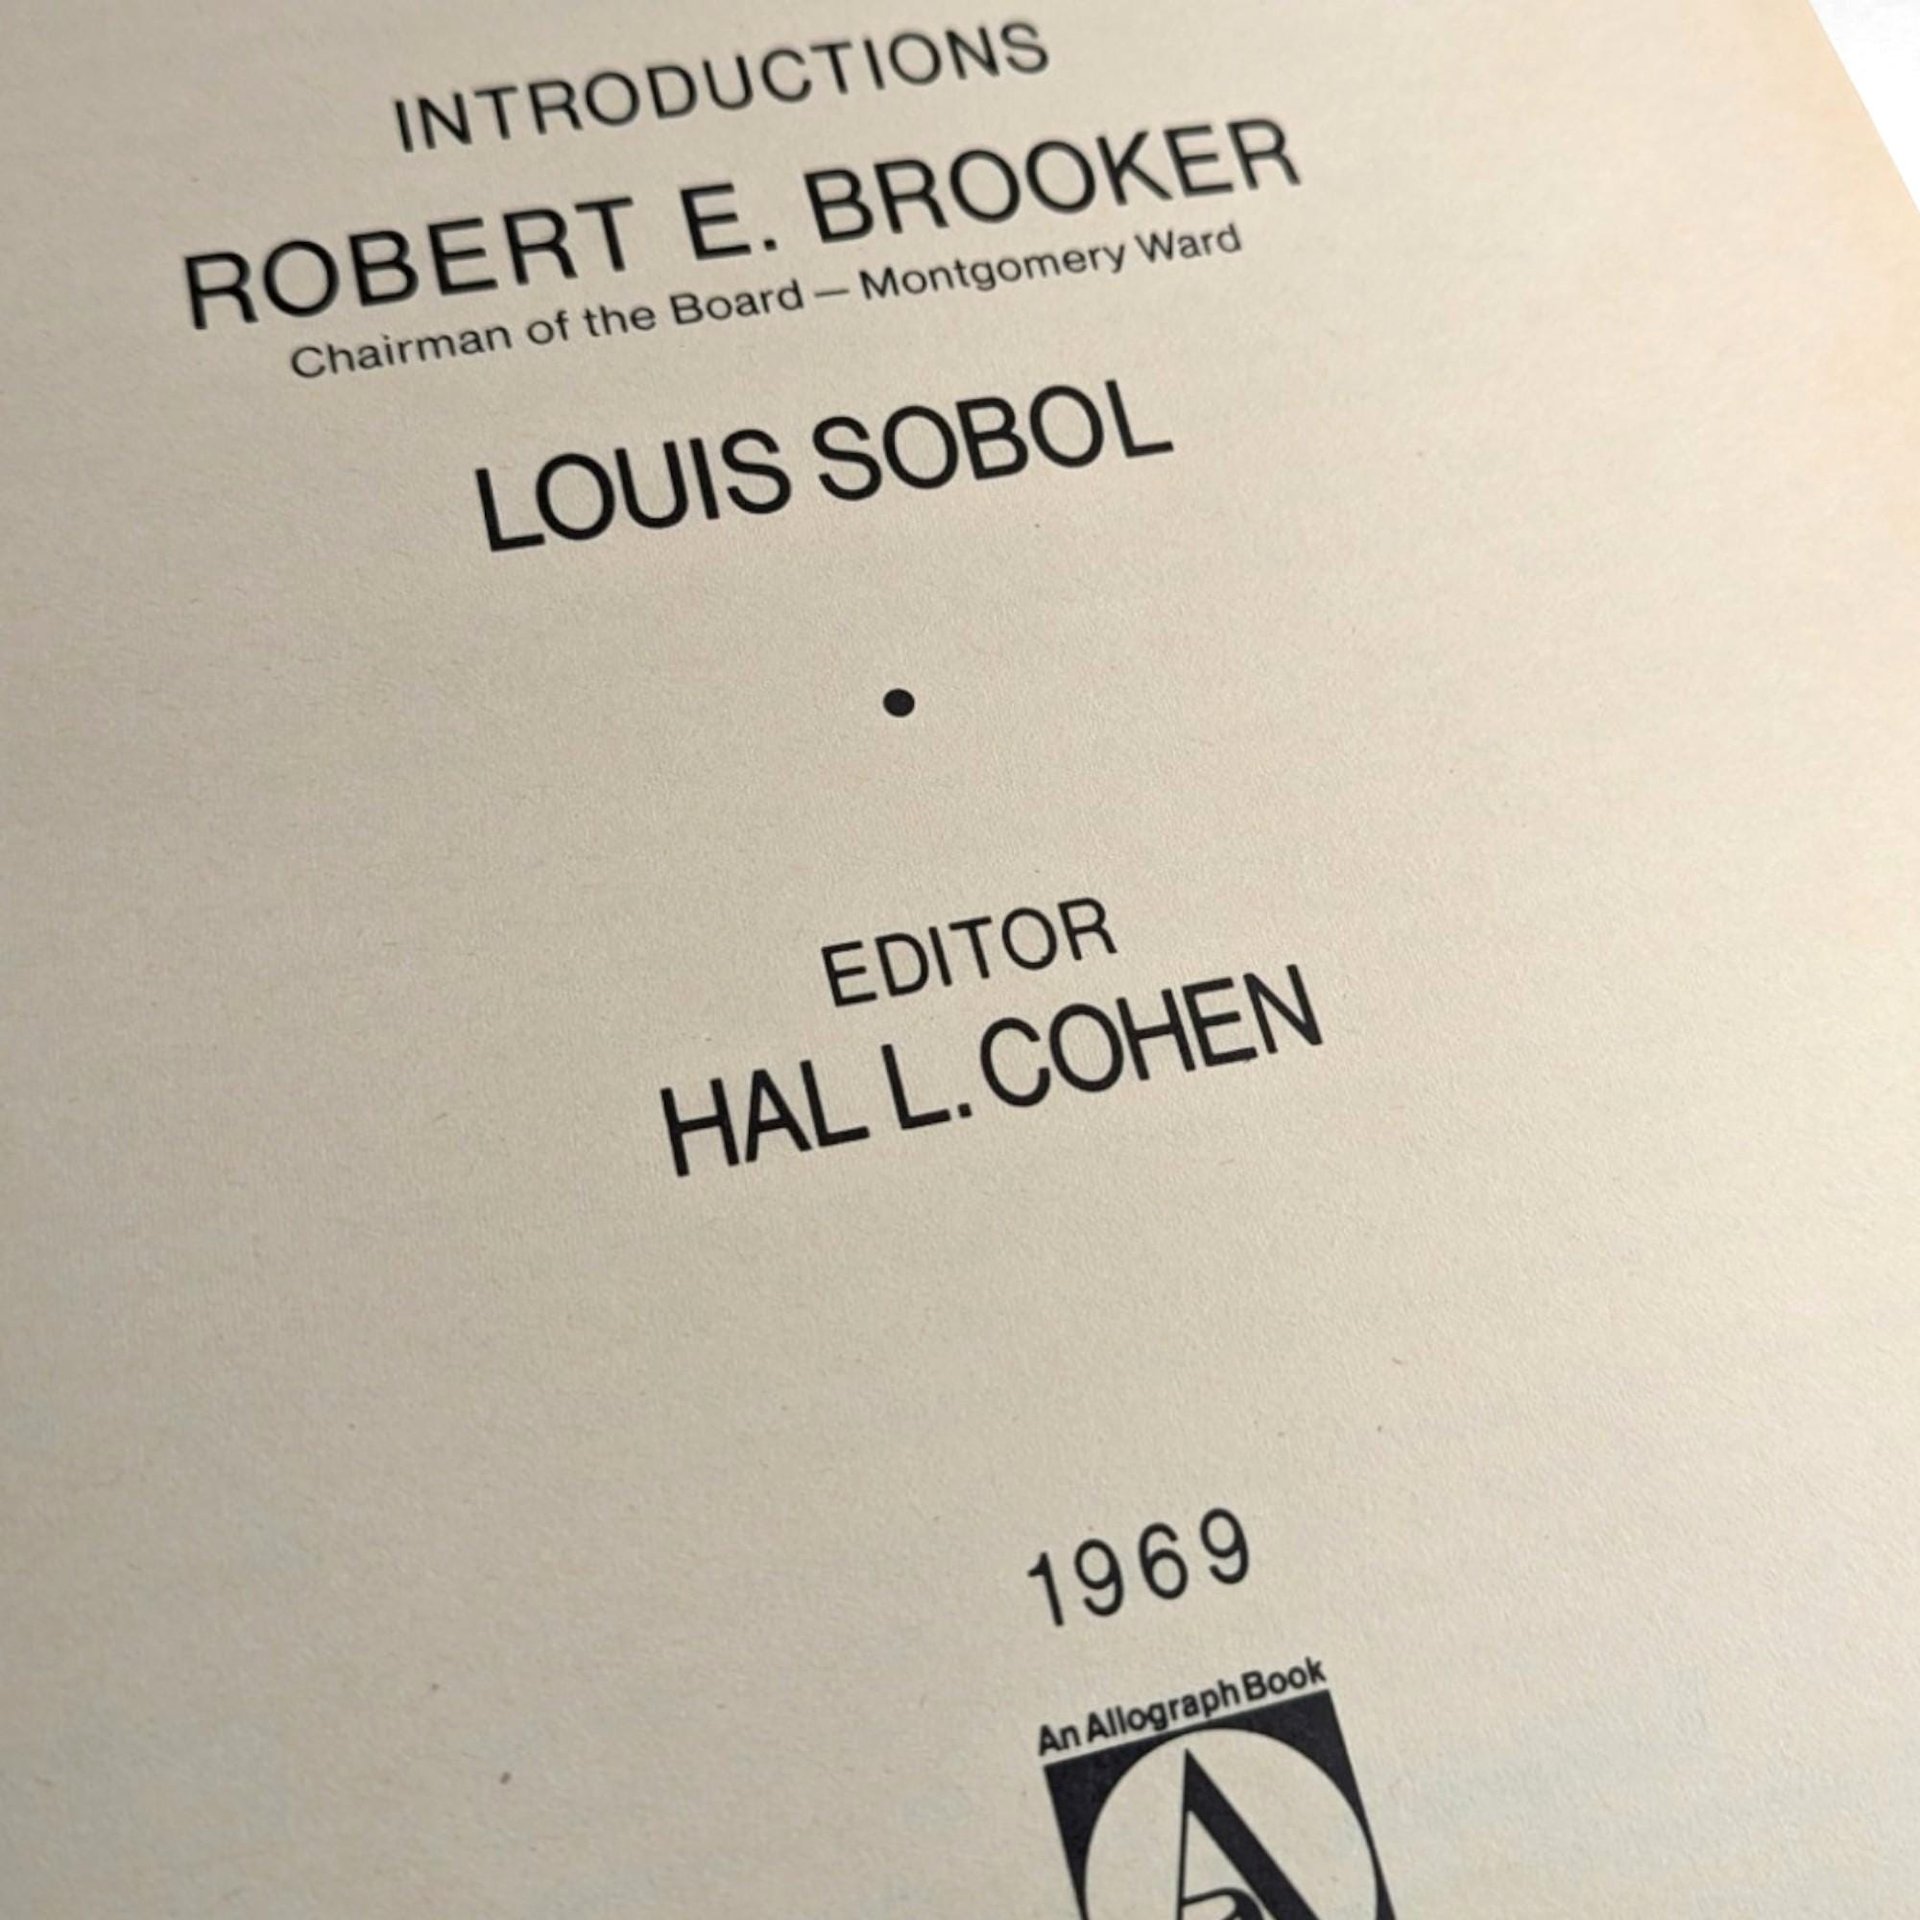 INTRODUCTIONS
ROBERT E. BROOKER
Chairman of the Board — Montgomery Ward
LOUIS SOBOL
•
EDITOR
HAL L. COHEN
1969
An Allograph Book
A